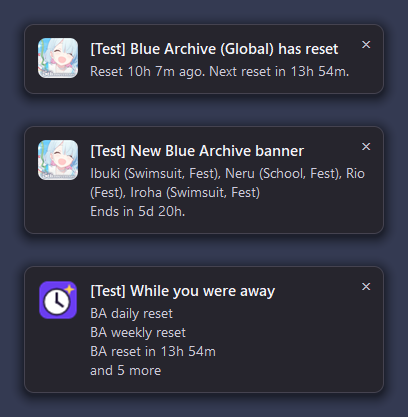 [Test] Blue Archive (Global) has reset
Reset 10h 7m ago. Next reset in 13h 54m.
[Test] New Blue Archive banner
Ibuki (Swimsuit, Fest), Neru (School, Fest), Rio
(Fest), Iroha (Swimsuit, Fest)
Ends in 5d 20h.
[Test] While you were away
BA daily reset
BA weekly reset
BA reset in 13h 54m
and 5 more